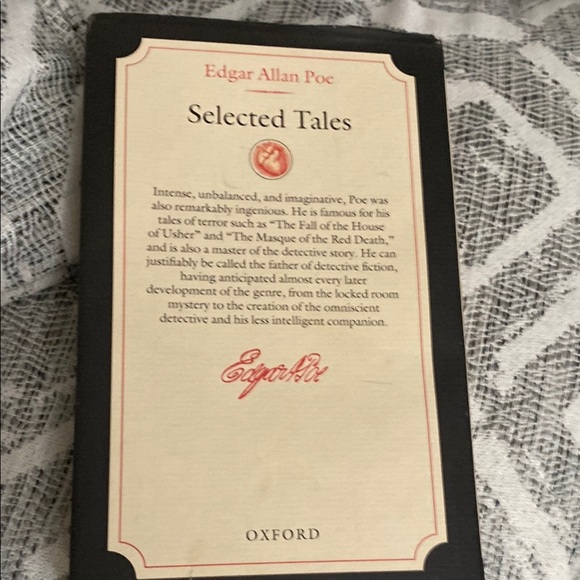 Edgar Allan Poe
Selected Tales
Intense, unbalanced, and imaginative, Poe was
also remarkably ingenious. He is famous for his
tales of terror such as “The Fall of the House
of Usher” and “The Masque of the Red Death,”
and is also a master of the detective story. He can
justifiably be called the father of detective fiction,
having anticipated almost every later
development of the genre, from the locked room
mystery to the creation of the omniscient
detective and his less intelligent companion.
Edgar A Poe
OXFORD